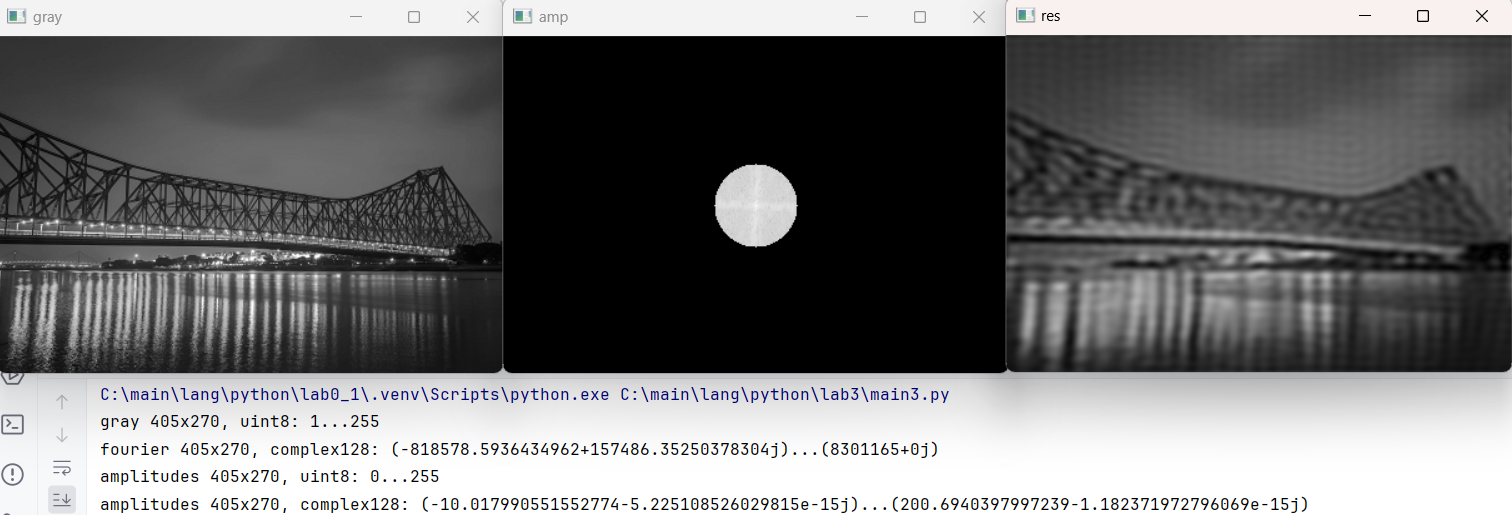 gray
amp
res
C:\main\lang\python\lab0_1\.venv\Scripts\python.exe C:\main\lang\python\lab3\main3.py
gray 405x270, uint8: 1...255
fourier 405x270, complex128: (-818578.5936434962+157486.35250378304j)...(8301165+0j)
amplitudes 405x270, uint8: 0...255
amplitudes 405x270, complex128: (-10.017990551552774-5.225108526029815e-15j)...(200.6940397997239-1.182371972796069e-15j)